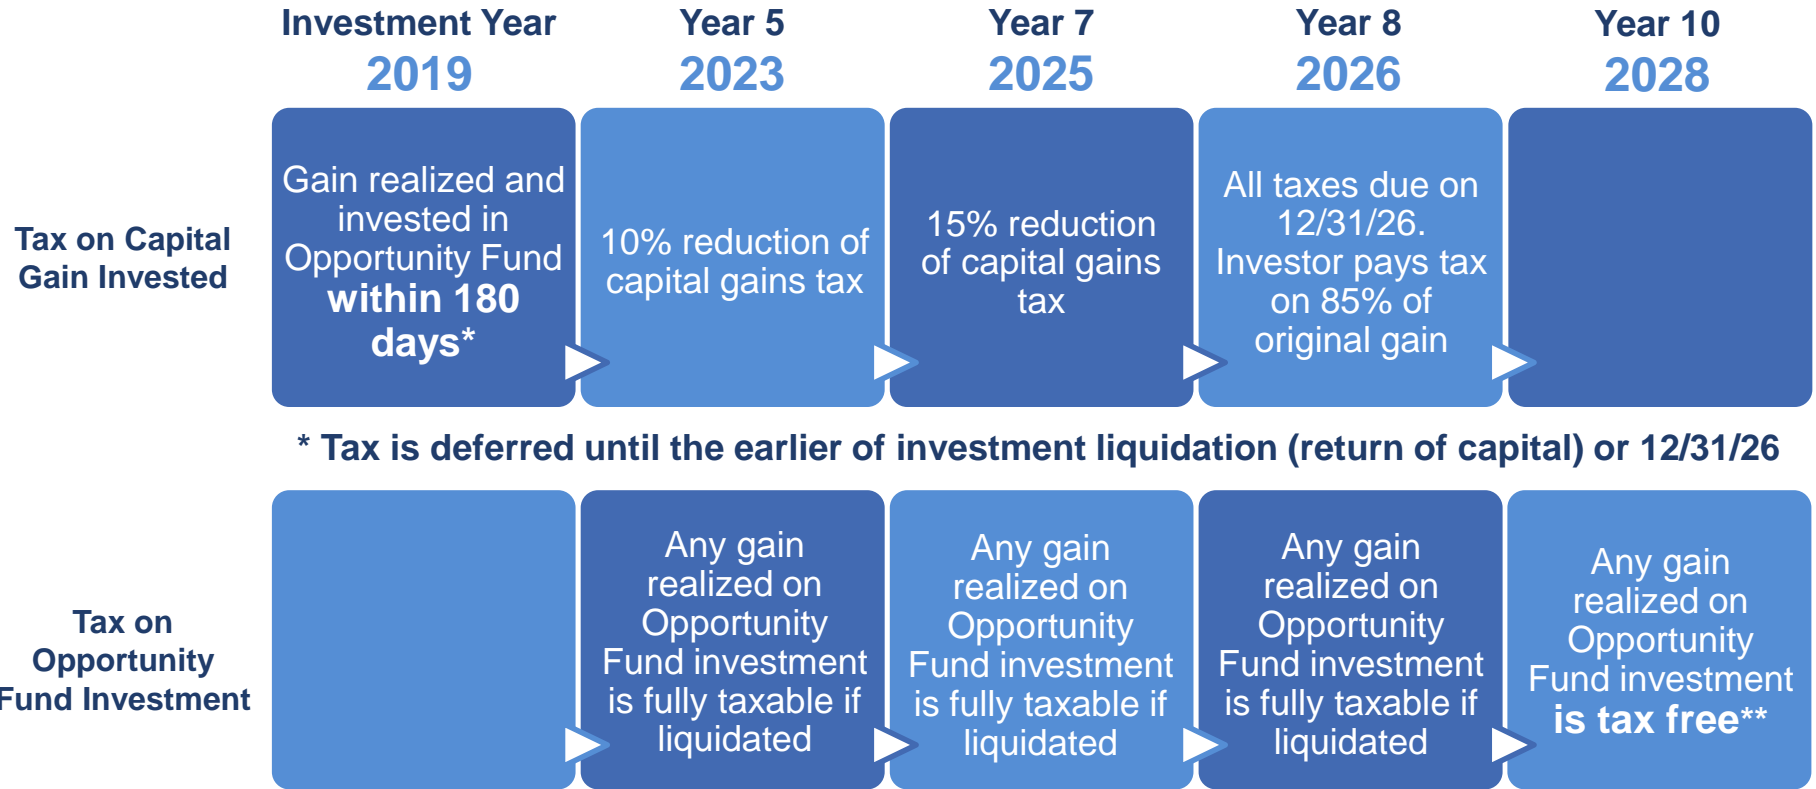 Investment Year
2019
Year 5
2023
Year 7
2025
Year 8
2026
Year 10
2028
Tax on Capital
Gain Invested
Gain realized and
invested in
Opportunity Fund
within 180
days*
10% reduction of
capital gains tax
15% reduction
of capital gains
tax
All taxes due on
12/31/26.
Investor pays tax
on 85% of
original gain
* Tax is deferred until the earlier of investment liquidation (return of capital) or 12/31/26
Tax on
Opportunity
Fund Investment
Any gain
realized on
Opportunity
Fund investment
is fully taxable if
liquidated
Any gain
realized on
Opportunity
Fund investment
is fully taxable if
liquidated
Any gain
realized on
Opportunity
Fund investment
is fully taxable if
liquidated
Any gain
realized on
Opportunity
Fund investment
is tax free**